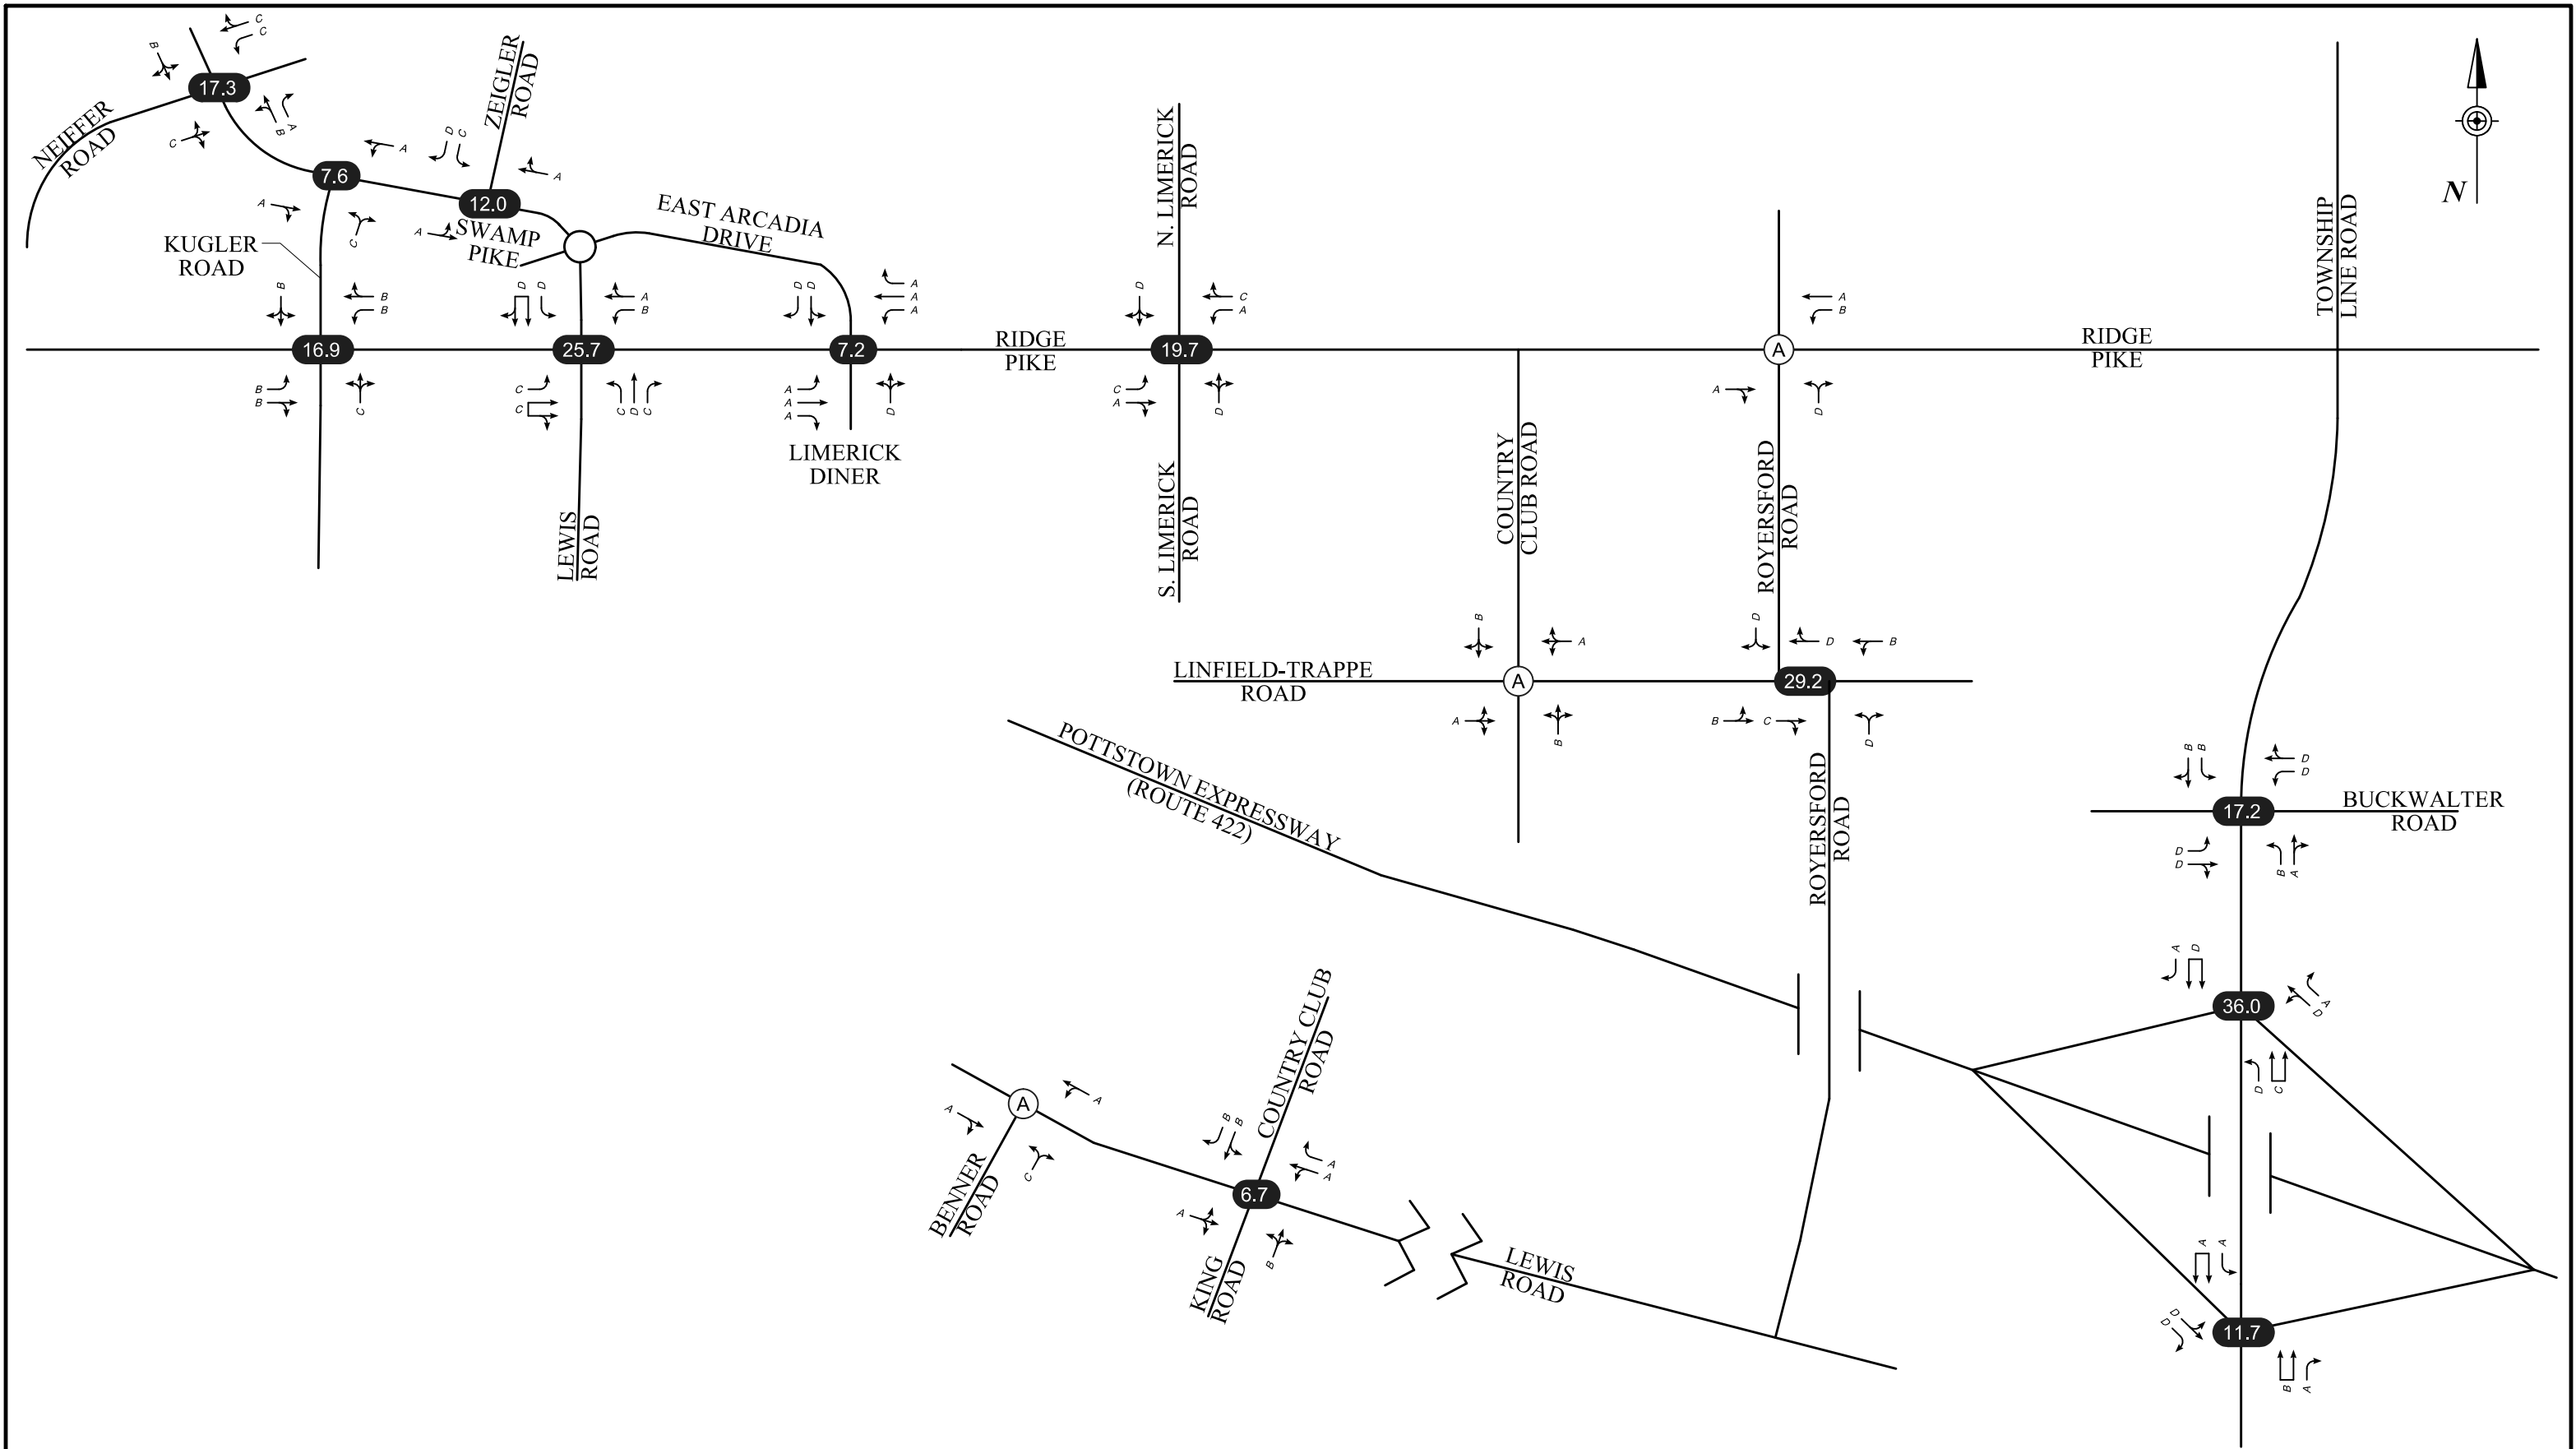 C
C
B
17.3
B
A
C
NEIFFER
ROAD
A
7.6
A
C
KUGLER
ROAD
D
C
ZEIGLER
ROAD
A
12.0
A
SWAMP
PIKE
EAST ARCADIA
DRIVE
B
B
B
16.9
B
B
C
D
D
A
B
25.7
C
C
C
D
C
LEWIS
ROAD
D
D
A
A
A
7.2
A
A
A
D
LIMERICK
DINER
RIDGE
PIKE
N. LIMERICK
ROAD
D
C
A
19.7
C
A
D
S. LIMERICK
ROAD
COUNTRY
CLUB ROAD
A
B
A
A
D
ROYERSFORD
ROAD
RIDGE
PIKE
TOWNSHIP
LINE ROAD
N
LINFIELD-TRAPPE
ROAD
B
A
A
A
B
D
D
B
29.2
B
C
D
ROYERSFORD
ROAD
POTTSTOWN EXPRESSWAY
(ROUTE 422)
B
B
D
D
17.2
BUCKWALTER
ROAD
D
D
B
A
A
D
36.0
A
D
D
C
A
A
A
C
BENNER
ROAD
COUNTRY CLUB
ROAD
B
B
A
A
6.7
A
B
KING
ROAD
LEWIS
ROAD
A
A
D
D
11.7
B
A